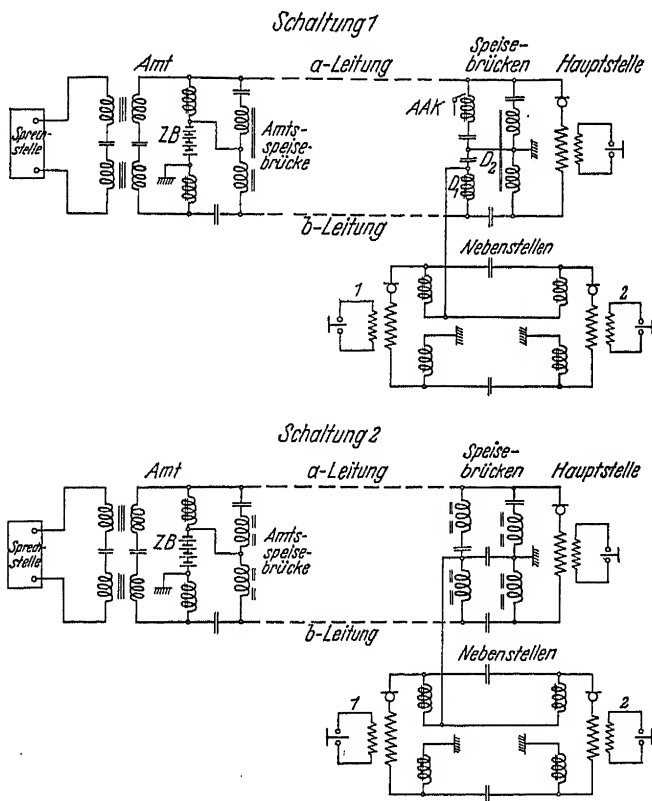 Schaltung 1
Amt
a-Leitung
Speise-
brücken
Hauptstelle
Sprech-
stelle
ZB
Amts-
speise-
brücke
AAK
D2
D1
b-Leitung
Nebenstellen
1
2
Schaltung 2
Amt
a-Leitung
Speise-
brücken
Hauptstelle
Sprech-
stelle
ZB
Amts-
speise-
brücke
b-Leitung
Nebenstellen
1
2